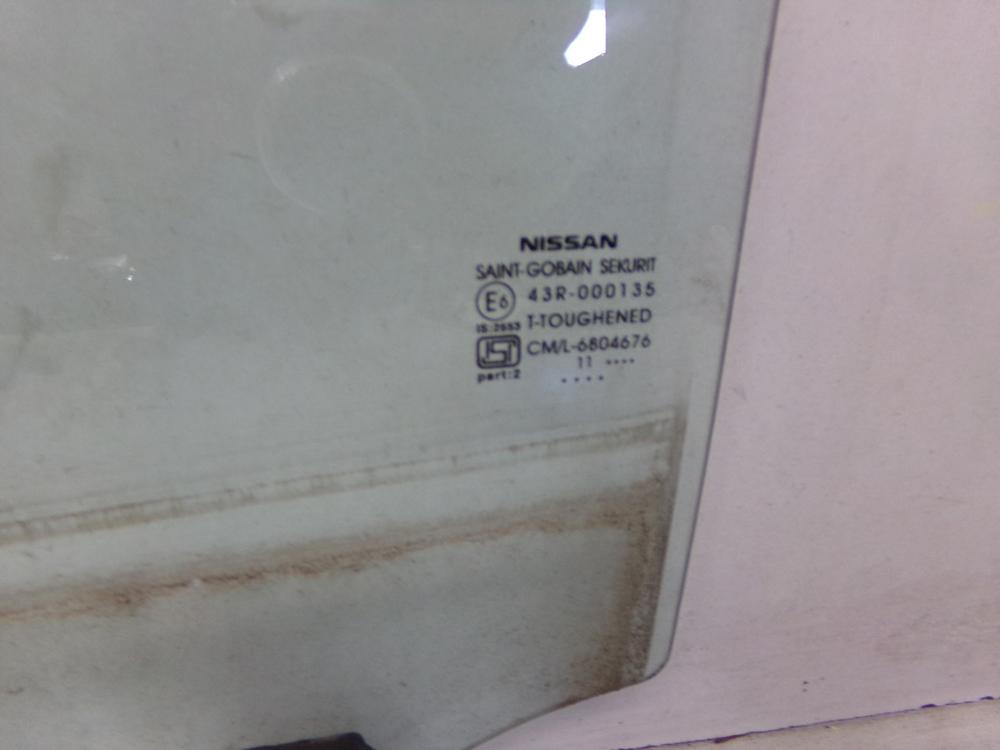 NISSAN
SAINT-GOBAIN SEKURIT
E6 43R-000135
IS:2553 T-TOUGHENED
ISI CM/L-6804676
11 ....
part:2 ....